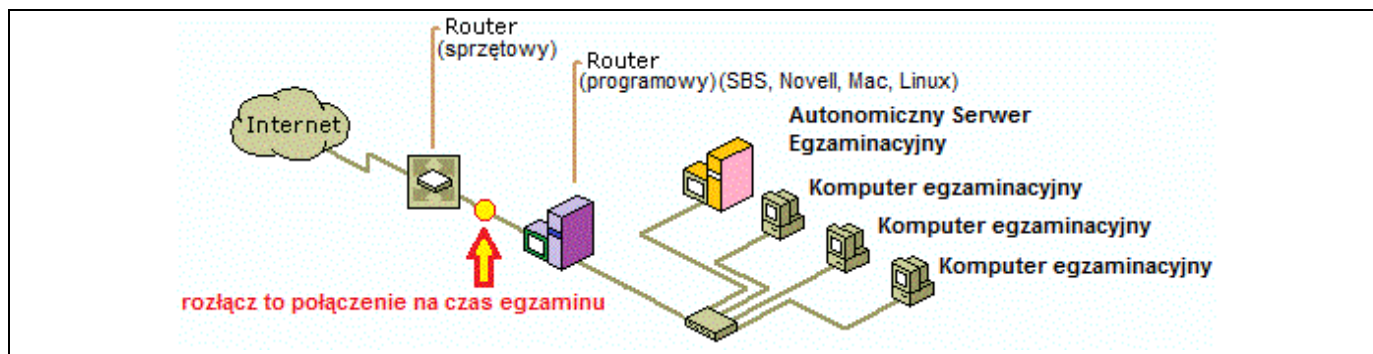 Router
(sprzętowy)
Router
(programowy)(SBS, Novell, Mac, Linux)
Internet
Autonomiczny Serwer
Egzaminacyjny
Komputer egzaminacyjny
Komputer egzaminacyjny
Komputer egzaminacyjny
rozłącz to połączenie na czas egzaminu